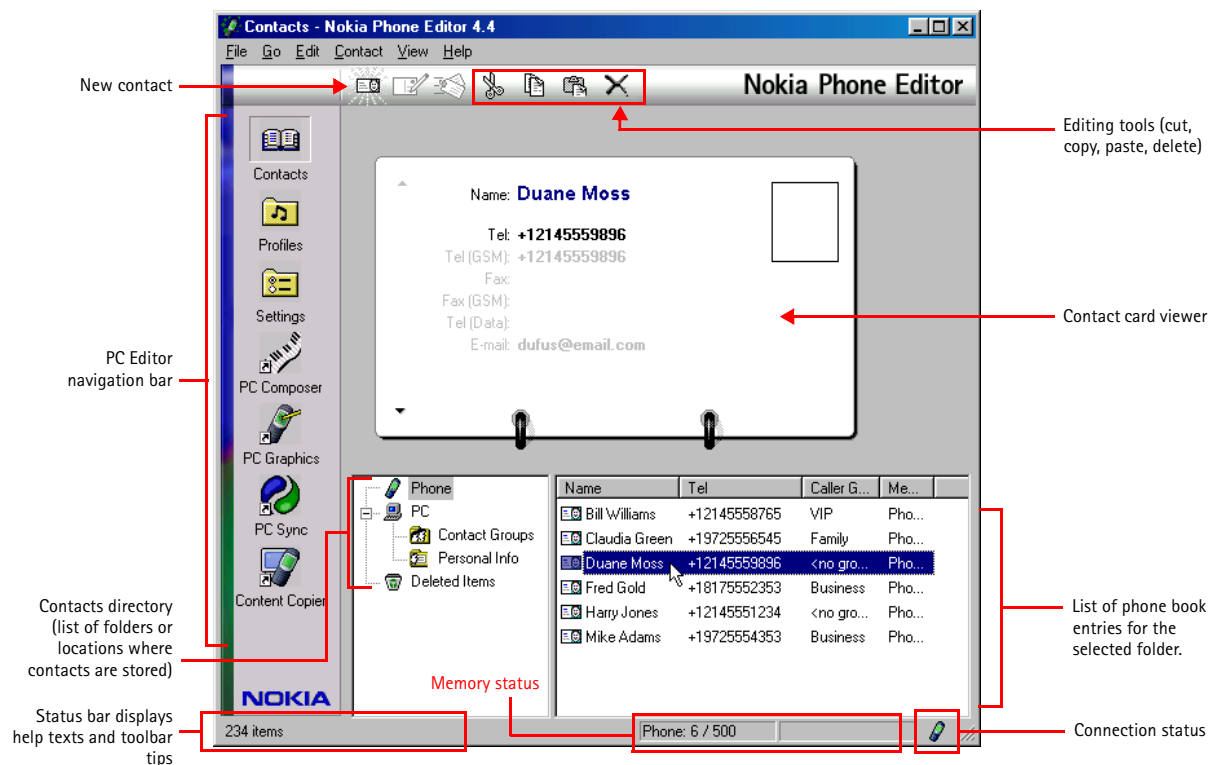 Contacts - Nokia Phone Editor 4.4
File Go Edit Contact View Help
New contact
Nokia Phone Editor
Editing tools (cut,
copy, paste, delete)
Contacts
Profiles
Settings
PC Composer
PC Graphics
PC Sync
Content Copier
NOKIA
PC Editor
navigation bar
Name: Duane Moss
Tel: +12145559896
Tel (GSM): +12145559896
Fax:
Fax (GSM):
Tel (Data):
E-mail: dufus@email.com
Contact card viewer
Phone
PC
Contact Groups
Personal Info
Deleted Items
Name Tel Caller G... Me...
Bill Williams +12145558765 VIP Pho...
Claudia Green +19725556545 Family Pho...
Duane Moss +12145559896 <no gro... Pho...
Fred Gold +18175552353 Business Pho...
Harry Jones +12145551234 <no gro... Pho...
Mike Adams +19725554353 Business Pho...
Contacts directory
(list of folders or
locations where
contacts are stored)
List of phone book
entries for the
selected folder.
Memory status
Status bar displays
help texts and toolbar
tips
234 items
Phone: 6 / 500
Connection status